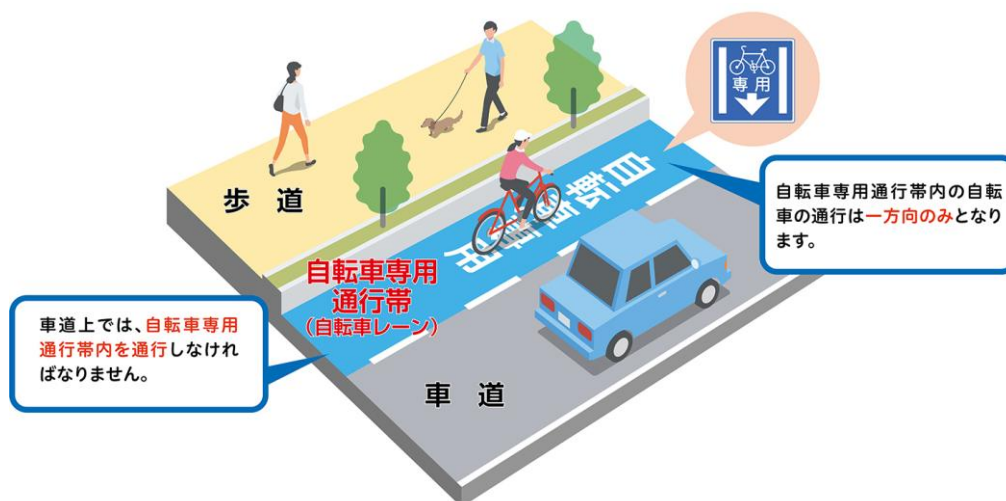 専用
歩道
自転車専用
自転車専用通行帯内の自転
車の通行は一方向のみとなり
ます。
自転車専用
通行帯
（自転車レーン）
車道上では、自転車専用
通行帯内を通行しなけれ
ばなりません。
車道